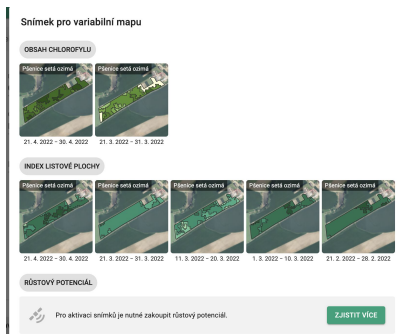 Snímek pro variabilní mapu
OBSAH CHLOROFYLU
Pšenice setá ozimá Pšenice setá ozimá
21. 4. 2022 – 30. 4. 2022 21. 3. 2022 – 31. 3. 2022
INDEX LISTOVÉ PLOCHY
Pšenice setá ozimá Pšenice setá ozimá Pšenice setá ozimá Pšenice setá ozimá Pšenice setá ozimá
21. 4. 2022 – 30. 4. 2022 21. 3. 2022 – 31. 3. 2022 11. 3. 2022 – 20. 3. 2022 1. 3. 2022 – 10. 3. 2022 21. 2. 2022 – 28. 2. 2022
RŮSTOVÝ POTENCIÁL
Pro aktivaci snímků je nutné zakoupit růstový potenciál. ZJISTIT VÍCE